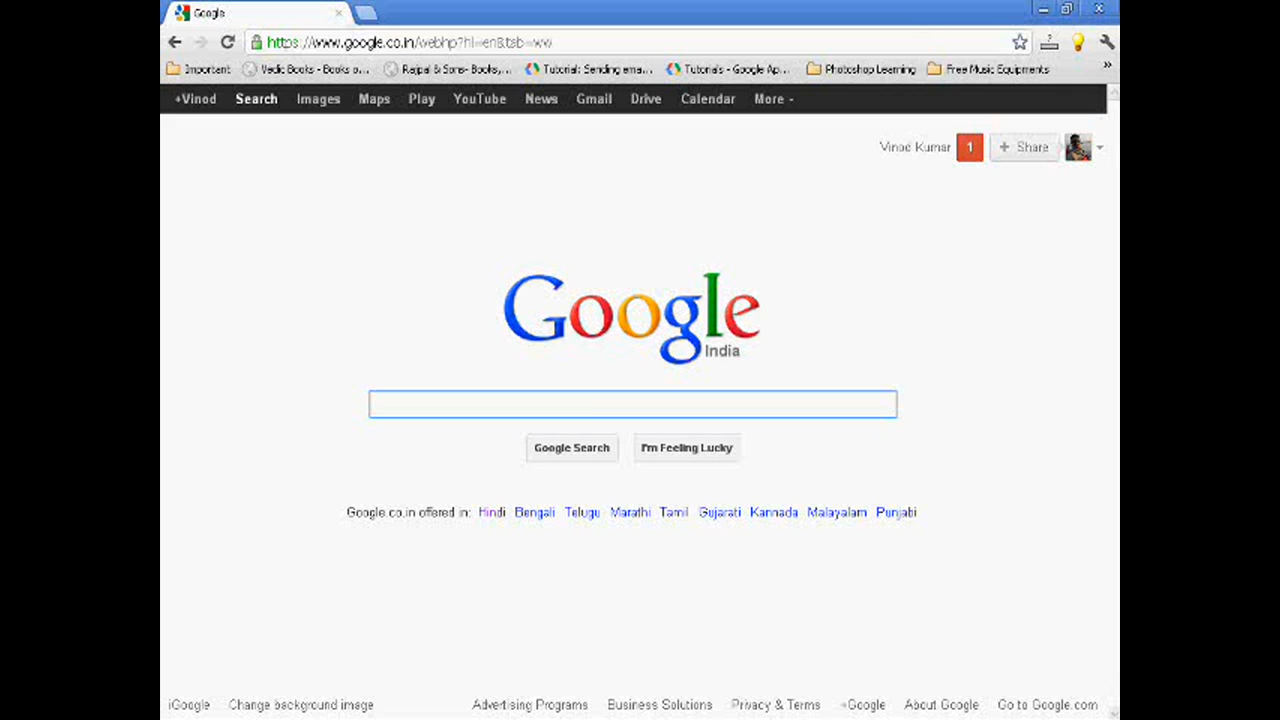 Google
https://www.google.co.in/webhp?hl=en&tab=ww
Important Vedic Books - Books o... Rajpal & Sons- Books,... Tutorial: Sending ema... Tutorials - Google Ap... Photoshop Learning Free Music Equipments »
+Vinod Search Images Maps Play YouTube News Gmail Drive Calendar More
Vinod Kumar 1 + Share
Google
India
Google Search I'm Feeling Lucky
Google.co.in offered in: Hindi Bengali Telugu Marathi Tamil Gujarati Kannada Malayalam Punjabi
iGoogle Change background image Advertising Programs Business Solutions Privacy & Terms +Google About Google Go to Google.com